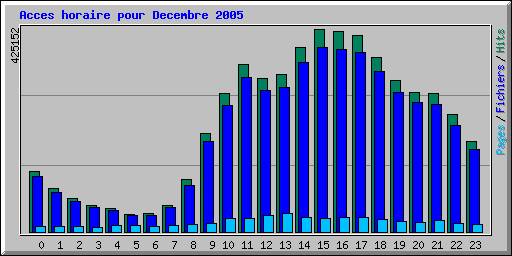 Acces horaire pour Decembre 2005
425152
Pages / Fichiers / Hits
0 1 2 3 4 5 6 7 8 9 10 11 12 13 14 15 16 17 18 19 20 21 22 23